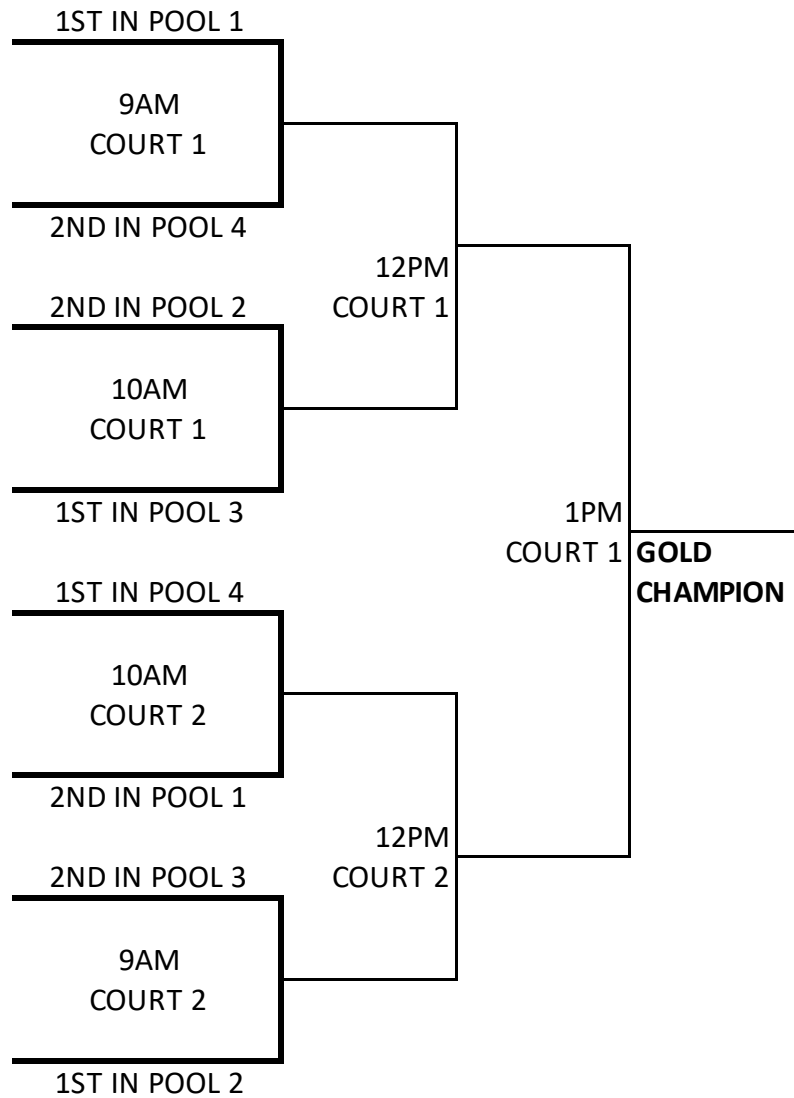 1ST IN POOL 1
9AM
COURT 1
2ND IN POOL 4
12PM
COURT 1
2ND IN POOL 2
10AM
COURT 1
1ST IN POOL 3
1PM
COURT 1
GOLD
CHAMPION
1ST IN POOL 4
10AM
COURT 2
2ND IN POOL 1
12PM
COURT 2
2ND IN POOL 3
9AM
COURT 2
1ST IN POOL 2